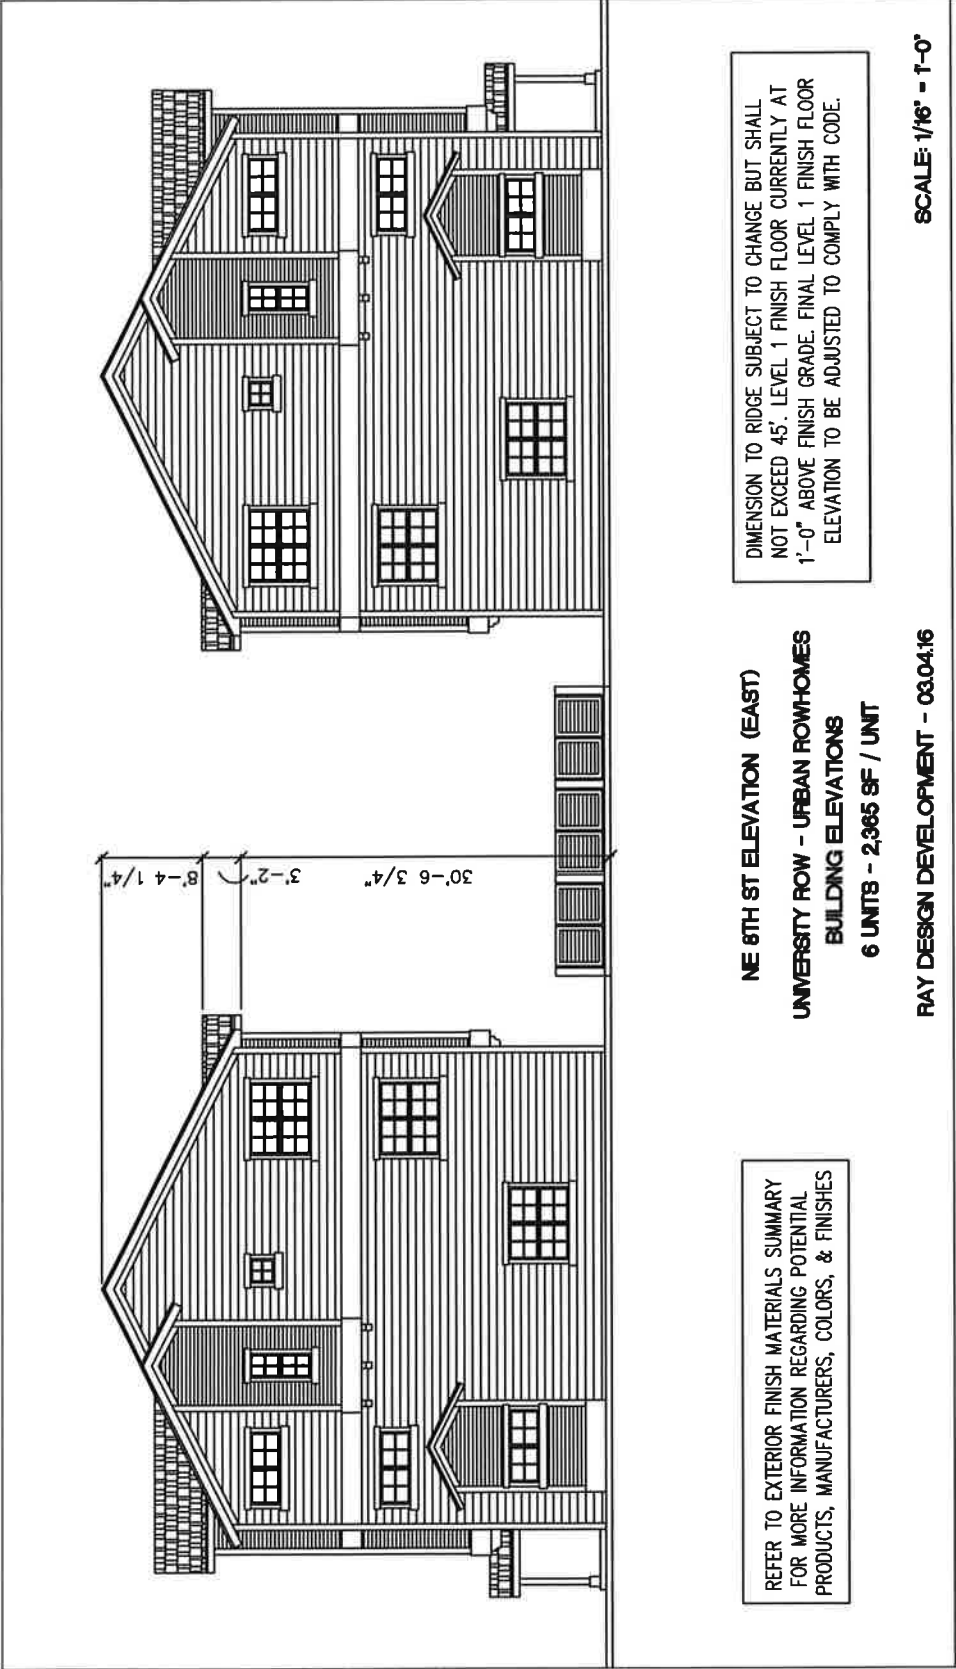 8'-4 1/4"
3'-2"
30'-6 3/4"
REFER TO EXTERIOR FINISH MATERIALS SUMMARY
FOR MORE INFORMATION REGARDING POTENTIAL
PRODUCTS, MANUFACTURERS, COLORS, & FINISHES
NE 8TH ST ELEVATION (EAST)
UNIVERSITY ROW - URBAN ROWHOMES
BUILDING ELEVATIONS
6 UNITS - 2,365 SF / UNIT
RAY DESIGN DEVELOPMENT - 03.04.16
DIMENSION TO RIDGE SUBJECT TO CHANGE BUT SHALL
NOT EXCEED 45'. LEVEL 1 FINISH FLOOR CURRENTLY AT
1'-0" ABOVE FINISH GRADE. FINAL LEVEL 1 FINISH FLOOR
ELEVATION TO BE ADJUSTED TO COMPLY WITH CODE.
SCALE: 1/16" = 1'-0"